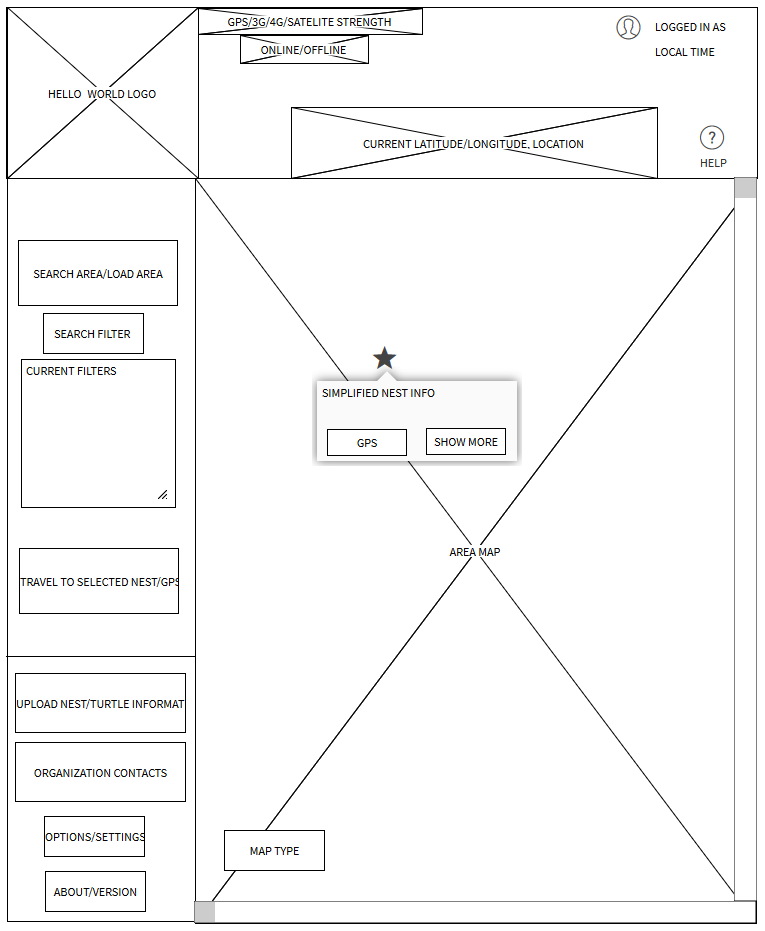 GPS/3G/4G/SATELITE STRENGTH
ONLINE/OFFLINE
LOGGED IN AS
LOCAL TIME
HELLO WORLD LOGO
CURRENT LATITUDE/LONGITUDE, LOCATION
?
HELP
SEARCH AREA/LOAD AREA
SEARCH FILTER
CURRENT FILTERS
SIMPLIFIED NEST INFO
GPS
SHOW MORE
AREA MAP
TRAVEL TO SELECTED NEST/GPS
UPLOAD NEST/TURTLE INFORMAT
ORGANIZATION CONTACTS
OPTIONS/SETTINGS
MAP TYPE
ABOUT/VERSION